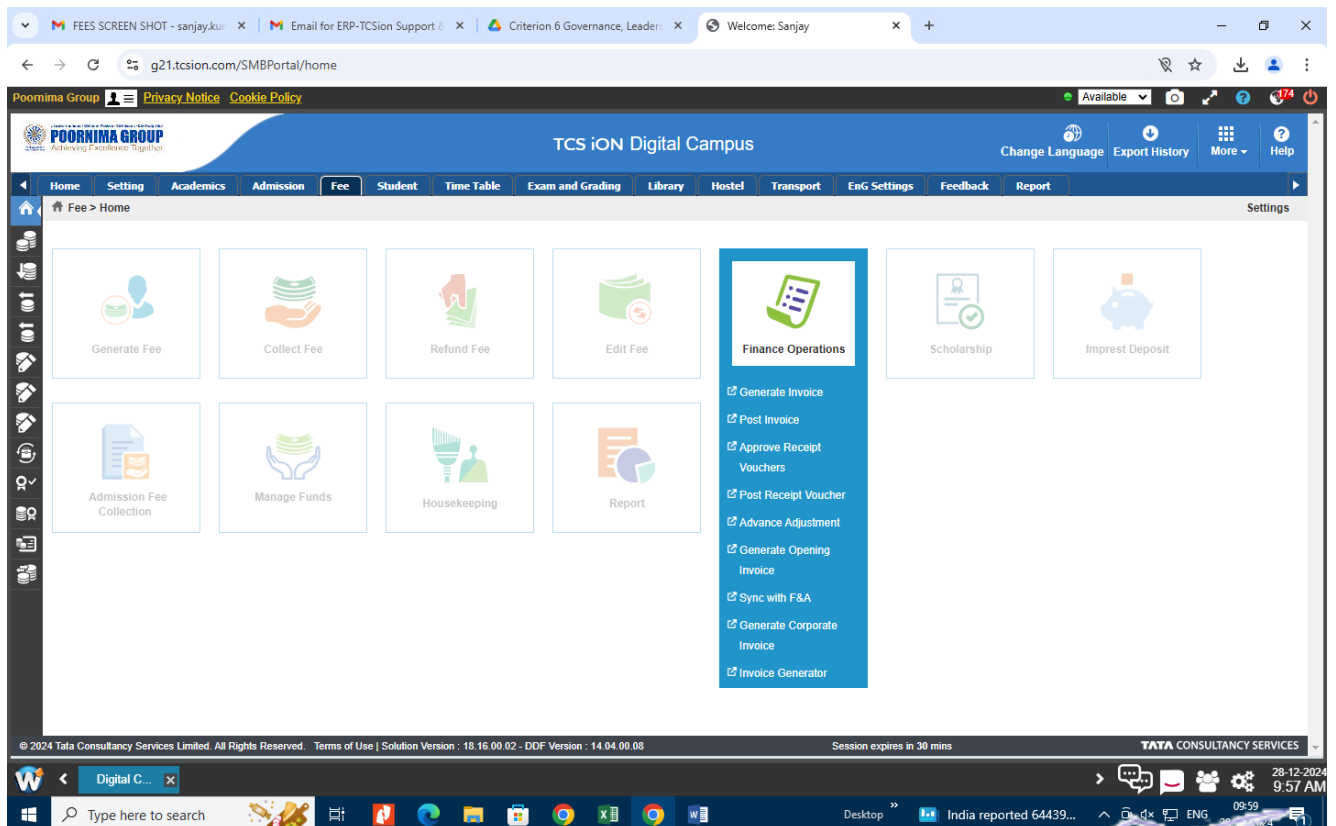 FEES SCREEN SHOT - sanjay.kur
Email for ERP-TCSion Support &
Criterion 6 Governance, Leader
Welcome: Sanjay
g21.tcsion.com/SMBPortal/home
Poornima Group Privacy Notice Cookie Policy
Available
174
POORNIMA GROUP
Achieving Excellence Together
TCS iON Digital Campus
Change Language Export History More Help
Home Setting Academics Admission Fee Student Time Table Exam and Grading Library Hostel Transport EnG Settings Feedback Report
Fee > Home
Settings
Generate Fee
Collect Fee
Refund Fee
Edit Fee
Finance Operations
Scholarship
Imprest Deposit
Generate Invoice
Post Invoice
Approve Receipt
Vouchers
Post Receipt Voucher
Advance Adjustment
Generate Opening
Invoice
Sync with F&A
Generate Corporate
Invoice
Invoice Generator
Admission Fee
Collection
Manage Funds
Housekeeping
Report
© 2024 Tata Consultancy Services Limited. All Rights Reserved. Terms of Use | Solution Version : 18.16.00.02 - DDF Version : 14.04.00.08
Session expires in 30 mins
TATA CONSULTANCY SERVICES
Digital C...
28-12-2024
9:57 AM
Type here to search
Desktop
India reported 64439...
ENG
09:59